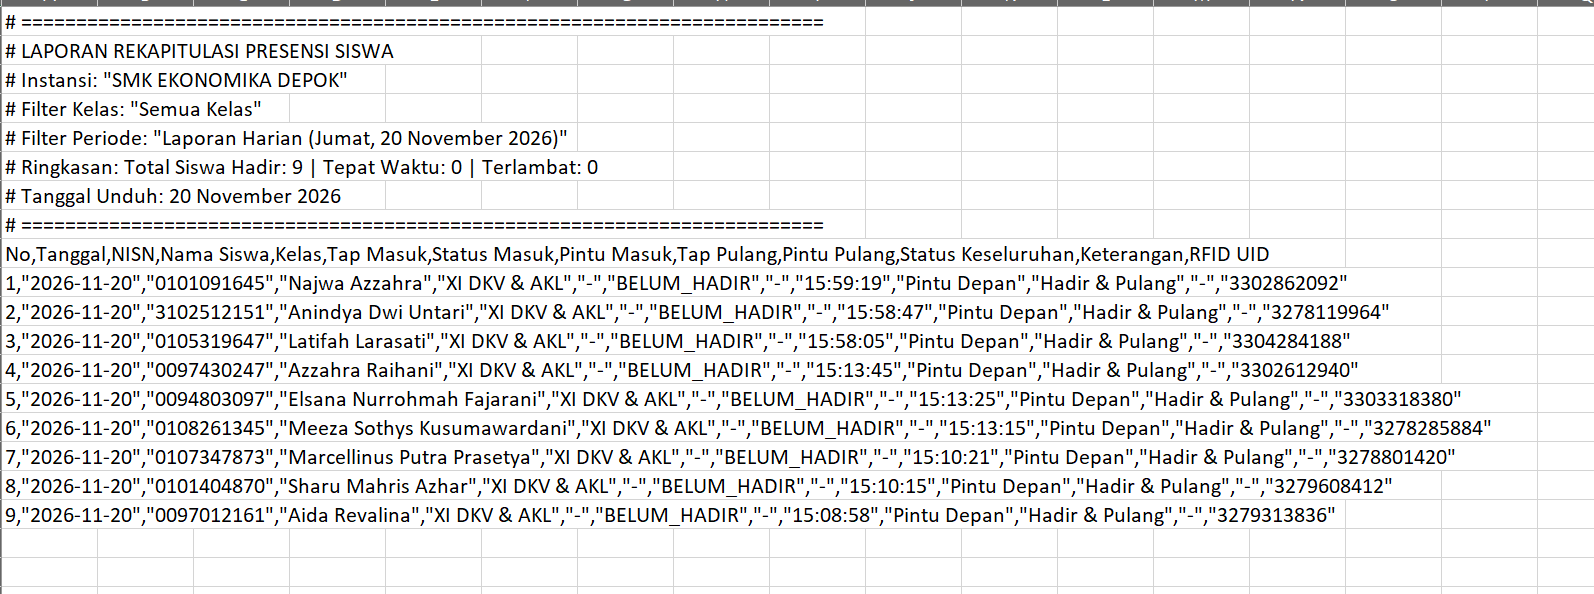 # =========================================================================
# LAPORAN REKAPITULASI PRESENSI SISWA
# Instansi: "SMK EKONOMIKA DEPOK"
# Filter Kelas: "Semua Kelas"
# Filter Periode: "Laporan Harian (Jumat, 20 November 2026)"
# Ringkasan: Total Siswa Hadir: 9 | Tepat Waktu: 0 | Terlambat: 0
# Tanggal Unduh: 20 November 2026
# =========================================================================
No,Tanggal,NISN,Nama Siswa,Kelas,Tap Masuk,Status Masuk,Pintu Masuk,Tap Pulang,Pintu Pulang,Status Keseluruhan,Keterangan,RFID UID
1,"2026-11-20","0101091645","Najwa Azzahra","XI DKV & AKL","-","BELUM_HADIR","-","15:59:19","Pintu Depan","Hadir & Pulang","-","3302862092"
2,"2026-11-20","3102512151","Anindya Dwi Untari","XI DKV & AKL","-","BELUM_HADIR","-","15:58:47","Pintu Depan","Hadir & Pulang","-","3278119964"
3,"2026-11-20","0105319647","Latifah Larasati","XI DKV & AKL","-","BELUM_HADIR","-","15:58:05","Pintu Depan","Hadir & Pulang","-","3304284188"
4,"2026-11-20","0097430247","Azzahra Raihani","XI DKV & AKL","-","BELUM_HADIR","-","15:13:45","Pintu Depan","Hadir & Pulang","-","3302612940"
5,"2026-11-20","0094803097","Elsana Nurrohmah Fajarani","XI DKV & AKL","-","BELUM_HADIR","-","15:13:25","Pintu Depan","Hadir & Pulang","-","3303318380"
6,"2026-11-20","0108261345","Meeza Sothys Kusumawardani","XI DKV & AKL","-","BELUM_HADIR","-","15:13:15","Pintu Depan","Hadir & Pulang","-","3278285884"
7,"2026-11-20","0107347873","Marcellinus Putra Prasetya","XI DKV & AKL","-","BELUM_HADIR","-","15:10:21","Pintu Depan","Hadir & Pulang","-","3278801420"
8,"2026-11-20","0101404870","Sharu Mahris Azhar","XI DKV & AKL","-","BELUM_HADIR","-","15:10:15","Pintu Depan","Hadir & Pulang","-","3279608412"
9,"2026-11-20","0097012161","Aida Revalina","XI DKV & AKL","-","BELUM_HADIR","-","15:08:58","Pintu Depan","Hadir & Pulang","-","3279313836"